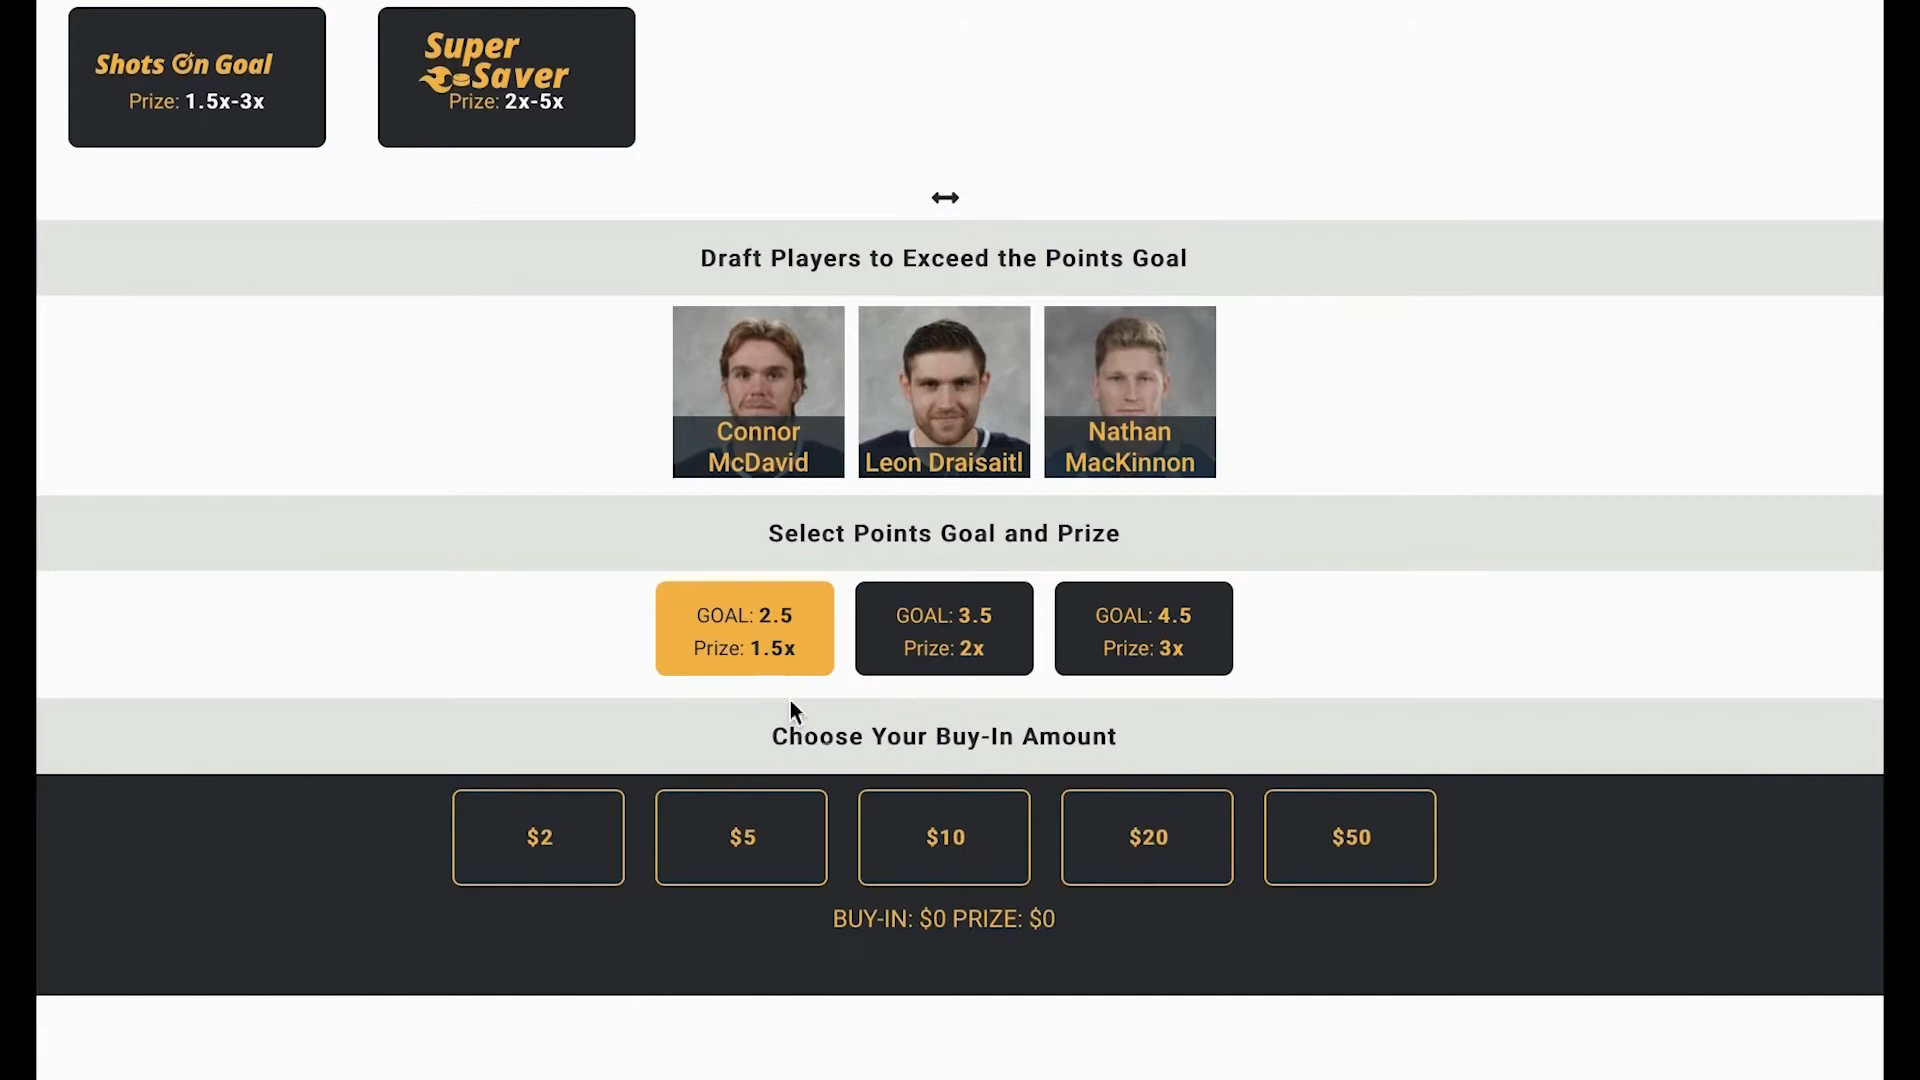 Shots On Goal
Prize: 1.5x-3x
Super
Saver
Prize: 2x-5x
Draft Players to Exceed the Points Goal
Connor
McDavid
Leon Draisaitl
Nathan
MacKinnon
Select Points Goal and Prize
GOAL: 2.5
Prize: 1.5x
GOAL: 3.5
Prize: 2x
GOAL: 4.5
Prize: 3x
Choose Your Buy-In Amount
$2
$5
$10
$20
$50
BUY-IN: $0 PRIZE: $0